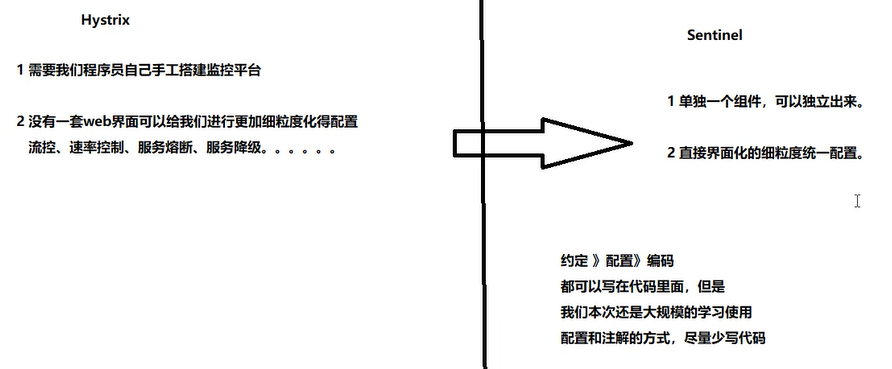 Hystrix
1 需要我们程序员自己手工搭建监控平台
2 没有一套web界面可以给我们进行更加细粒度化得配置
流控、速率控制、服务熔断、服务降级。。。。。。
Sentinel
1 单独一个组件，可以独立出来。
2 直接界面化的细粒度统一配置。
约定 》配置》编码
都可以写在代码里面，但是
我们本次还是大规模的学习使用
配置和注解的方式，尽量少写代码